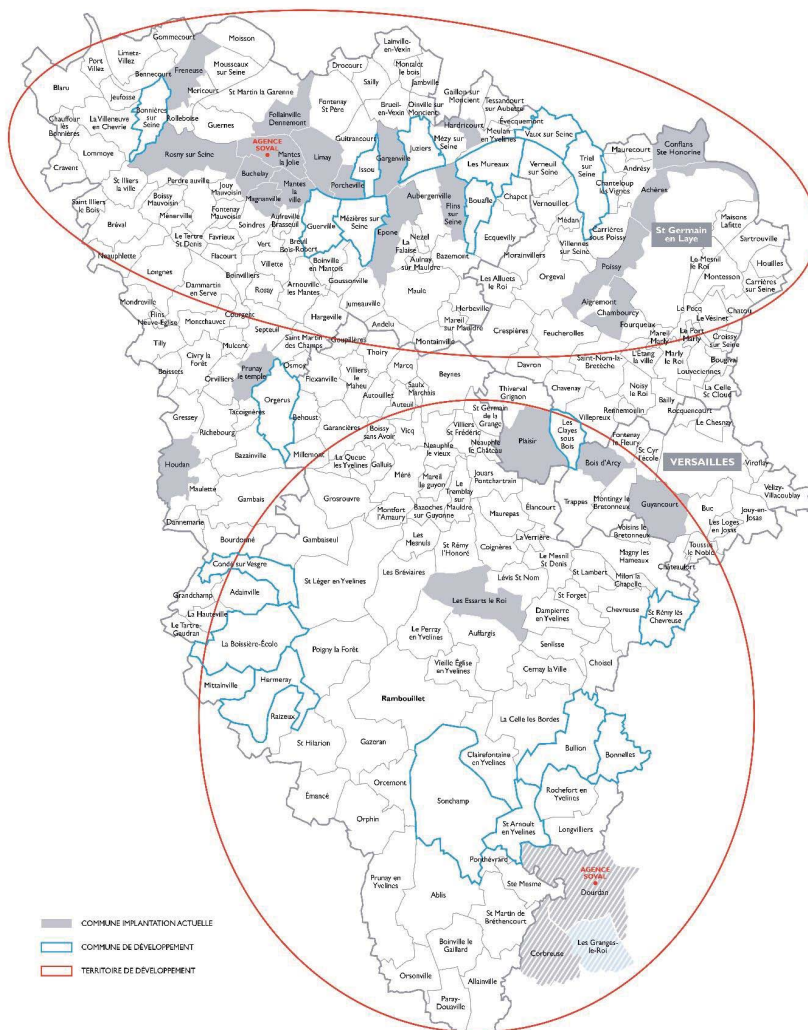 Gommecourt
Moisson
Limetz-
Villez
Port
Villez
Bennecourt
Freneuse
Mousseaux
sur Seine
Lainville-
en-Vexin
Drocourt
Montalet
le bois
Sailly
Jambville
Blaru
Jeufosse
Mericourt
St Martin la Garenne
Fontenay
St Père
Brueil-
en-Vexin
Oinville sur
Montcient
Gaillon sur
Montcient
Tessancourt
sur Aubette
Bonnières
sur
Seine
Rolleboise
Follainville
Dennemont
Hardricourt
Evecquemont
Chaufour
lès
Bonnières
La Villeneuve
en Chevrie
Guernes
Guitrancourt
Juziers
Mézy sur
Seine
Meulan
en Yvelines
Vaux sur Seine
Lommoye
Cravent
Rosny sur Seine
AGENCE
SOVAL
Mantes
la Jolie
Limay
Issou
Gargenville
Les Mureaux
Verneuil
sur Seine
Triel
sur
Seine
Maurecourt
Conflans
Ste Honorine
Andrésy
Chanteloup
les Vignes
Achères
Buchelay
Mantes
la
ville
Porcheville
Aubergenville
Flins
sur
Seine
Bouafle
Chapet
Vernouillet
St Illiers
la ville
Perdreauville
Jouy
Mauvoisin
Magnanville
Médan
Carrières
sous Poissy
Saint Illiers
le Bois
Boissy
Mauvoisin
Ménerville
Fontenay
Mauvoisin
Soindres
Aufreville
Brasseuil
Guerville
Mézières sur
Seine
Epone
Nezel
La
Falaise
Aulnay
sur Mauldre
Bazemont
Ecquevilly
Morainvillers
Villennes
sur Seine
St Germain
en Laye
Maisons
Lafitte
Sartrouville
Bréval
Le Tertre
St Denis
Favrieux
Vert
Breuil
Bois-Robert
Boinville
en Mantois
Les Alluets
le Roi
Orgeval
Poissy
Le Mesnil
le Roi
Houilles
Montesson
Carrières
sur Seine
Neauphlette
Flacourt
Villette
Goussonville
Maule
Aigremont
Chambourcy
Longnes
Boinvilliers
Rosay
Arnouville
les Mantes
Jumeauville
Herbeville
Mareil
sur Mauldre
Crespières
Feucherolles
Fourqueux
Le Pecq
Le Vésinet
Chatou
Dammartin
en Serve
Mondreville
Flins
Neuve-Eglise
Courgent
Montchauvet
Hargeville
Andelu
Montainville
Mareil
Marly
Le Port
Marly
Croissy
sur Seine
Septeuil
Saint Martin
des Champs
Goupillières
Saint-Nom-la-
Bretèche
L'Étang
la ville
Marly
le Roi
Bougival
Louveciennes
Tilly
Mulcent
Civry la
Forêt
Thoiry
Marcq
Davron
Boissets
Orvilliers
Prunay
le temple
Osmoy
Flexanville
Villiers
le
Maheu
Beynes
Thiverval
Grignon
Chavenay
Noisy
le Roi
Bailly
La Celle
St Cloud
Autouillez
Saulx
Marchais
Rennemoulin
Rocquencourt
Gressey
Tacoignères
Orgerus
Behoust
Auteuil
St Germain
de la
Grange
Les
Clayes
sous
Bois
Villepreux
Le Chesnay
Richebourg
Garancières
Boissy
sans Avoir
Vicq
Villiers
St Frédéric
Neauphle
le Château
Plaisir
Fontenay
le Fleury
St Cyr
l'école
VERSAILLES
Houdan
Bazainville
Millemont
La Queue
les Yvelines
Galluis
Neauphle
le vieux
Bois d'Arcy
Viroflay
Velizy-
Villacoublay
Maulette
Gambais
Grosrouvre
Méré
Mareil
la guyon
Jouars
Pontchartrain
Le
Tremblay
sur
Mauldre
Élancourt
Trappes
Montigny le
Bretonneux
Guyancourt
Buc
Jouy-en-
Josas
Les Loges
en Josas
Dannemarie
Montfort
l'Amaury
Bazoches
sur Guyonne
Maurepas
Voisins le
Bretonneux
Toussus
le Noble
Bourdonné
Gambaiseul
Les
Mesnuls
St Rémy
l'Honoré
Coignères
La Verrière
Le Mesnil
St Denis
Magny les
Hameaux
Châteaufort
Condé sur Vesgre
Grandchamp
Adainville
St Léger en Yvelines
Les Bréviaires
Lévis St Nom
St Lambert
Milon la
Chapelle
La Hauteville
Les Essarts le Roi
St Forget
Dampierre
en Yvelines
Chevreuse
St Rémy lès
Chevreuse
Le Tartre-
Gaudran
La Boissière-École
Poigny la Forêt
Le Perray
en Yvelines
Auffargis
Senlisse
Vieille Église
en Yvelines
Cernay la Ville
Choisel
Mittainville
Hermeray
Rambouillet
Raizeux
La Celle les Bordes
St Hilarion
Gazeran
Clairefontaine
en Yvelines
Bullion
Bonnelles
Émancé
Orcemont
Sonchamp
Rochefort en
Yvelines
Orphin
St Arnoult
en Yvelines
Longvilliers
Ponthévrard
Prunay en
Yvelines
Ablis
Ste Mesme
AGENCE
SOVAL
Dourdan
St Martin de
Bréthencourt
Boinville le
Gaillard
Corbreuse
Les Granges-
le-Roi
Orsonville
Allainville
Paray-
Douaville
COMMUNE IMPLANTATION ACTUELLE
COMMUNE DE DÉVELOPPEMENT
TERRITOIRE DE DÉVELOPPEMENT